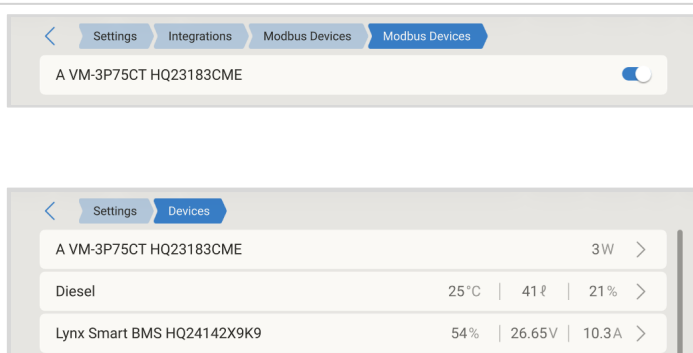 Settings Integrations Modbus Devices Modbus Devices
A VM-3P75CT HQ23183CME
Settings Devices
A VM-3P75CT HQ23183CME 3W
Diesel 25°C 41ℓ 21%
Lynx Smart BMS HQ24142X9K9 54% 26.65V 10.3A